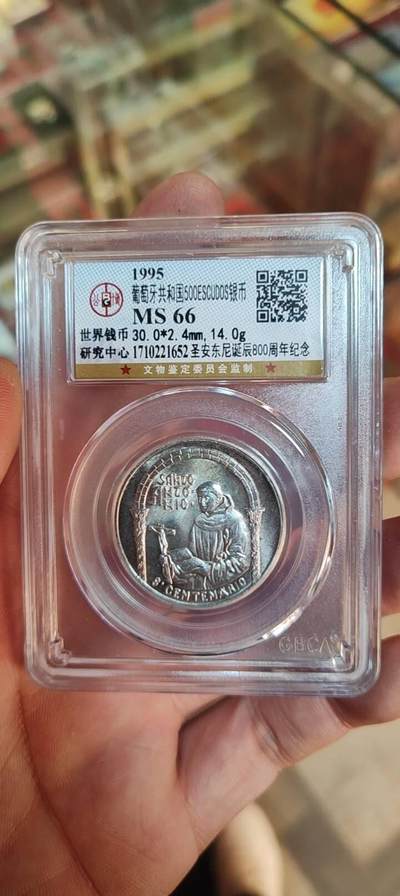 1995
葡萄牙共和国500ESCUDOS银币
MS 66
世界钱币 30.0*2.4mm,14.0g
研究中心 1710221652 圣安东尼诞辰800周年纪念
★ 文物鉴定委员会监制 ★
SANTO
ANTO
NIO
8º CENTENÁRIO
GBCA